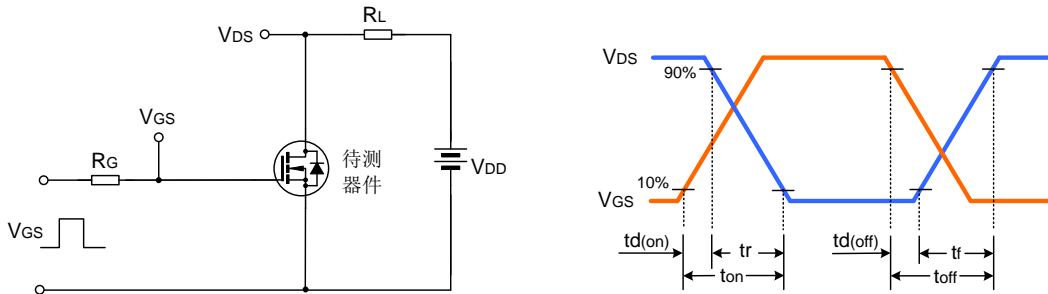 VDS
RL
VGS
RG
待测
器件
VDD
VGS
VDS
90%
10%
VGS
td(on)
tr
td(off)
tf
ton
toff